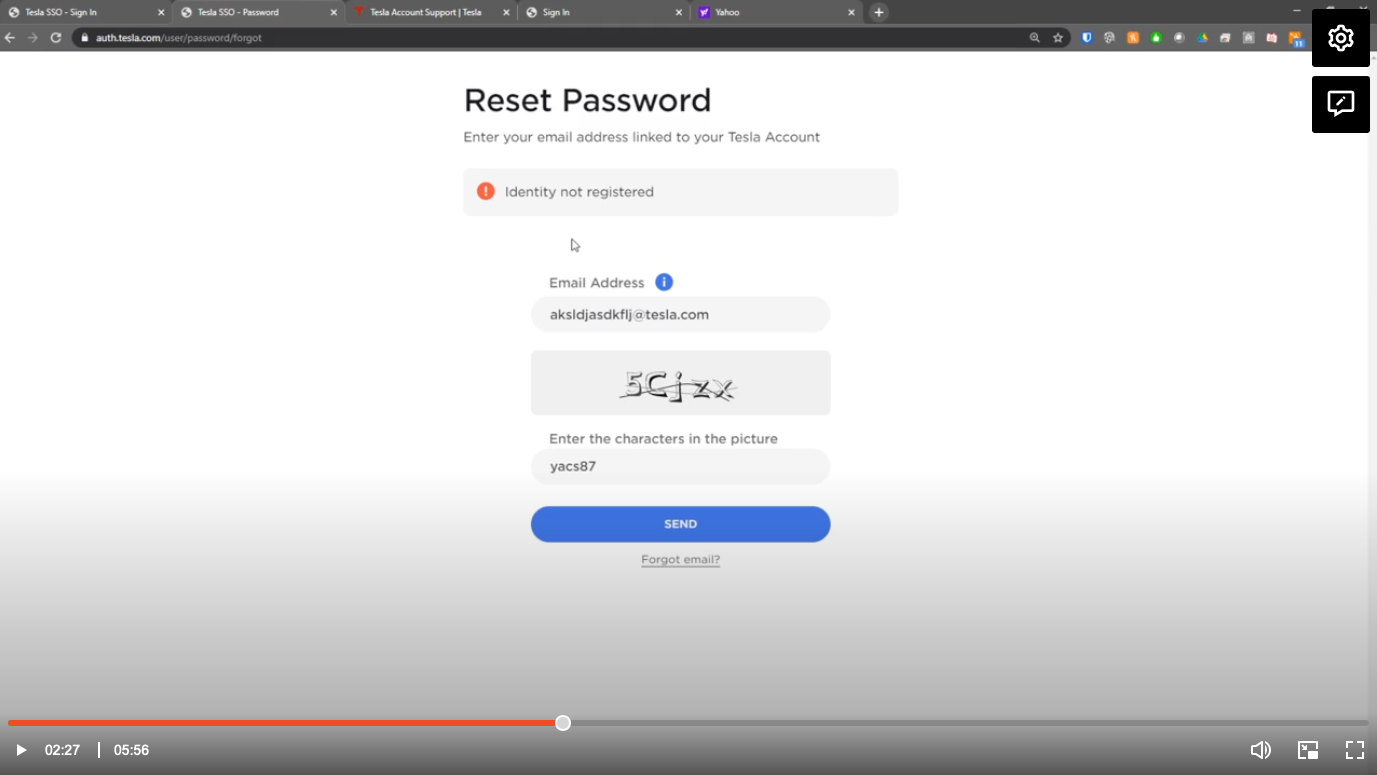 Tesla SSO - Sign In
Tesla SSO - Password
Tesla Account Support | Tesla
Sign In
Yahoo
auth.tesla.com/user/password/forgot
Reset Password
Enter your email address linked to your Tesla Account
Identity not registered
Email Address
aksldjasdkflj@tesla.com
5Cjzx
Enter the characters in the picture
yacs87
SEND
Forgot email?
02:27 | 05:56